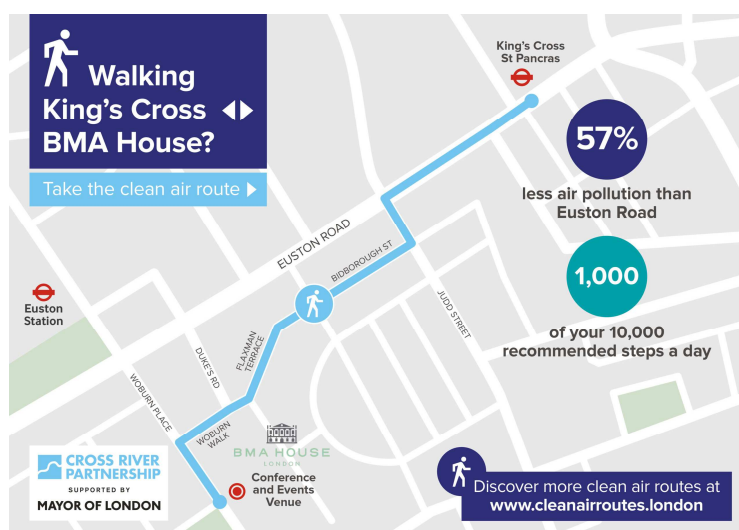 Walking
King's Cross
BMA House?
Take the clean air route
King's Cross
St Pancras
57%
less air pollution than
Euston Road
1,000
of your 10,000
recommended steps a day
EUSTON ROAD
BIDBOROUGH ST
JUDD STREET
Euston
Station
FLAXMAN
TERRACE
DUKE'S RD
WOBURN PLACE
WOBURN
WALK
BMA HOUSE
LONDON
Conference
and Events
Venue
CROSS RIVER
PARTNERSHIP
SUPPORTED BY
MAYOR OF LONDON
Discover more clean air routes at
www.cleanairroutes.london